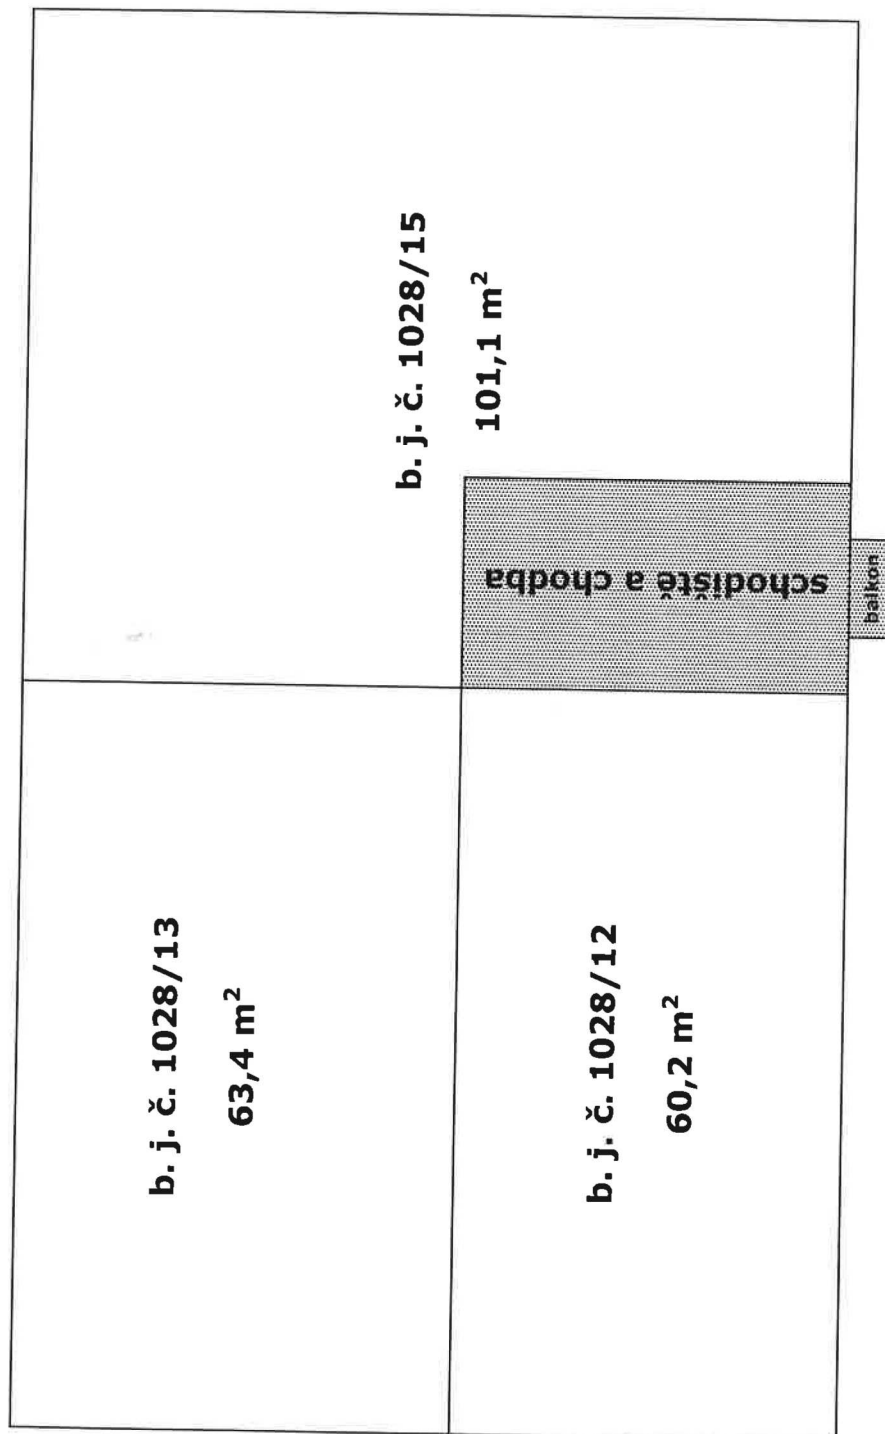 b. j. č. 1028/13
63,4 m²
b. j. č. 1028/15
101,1 m²
b. j. č. 1028/12
60,2 m²
schodiště a chodba
balkon